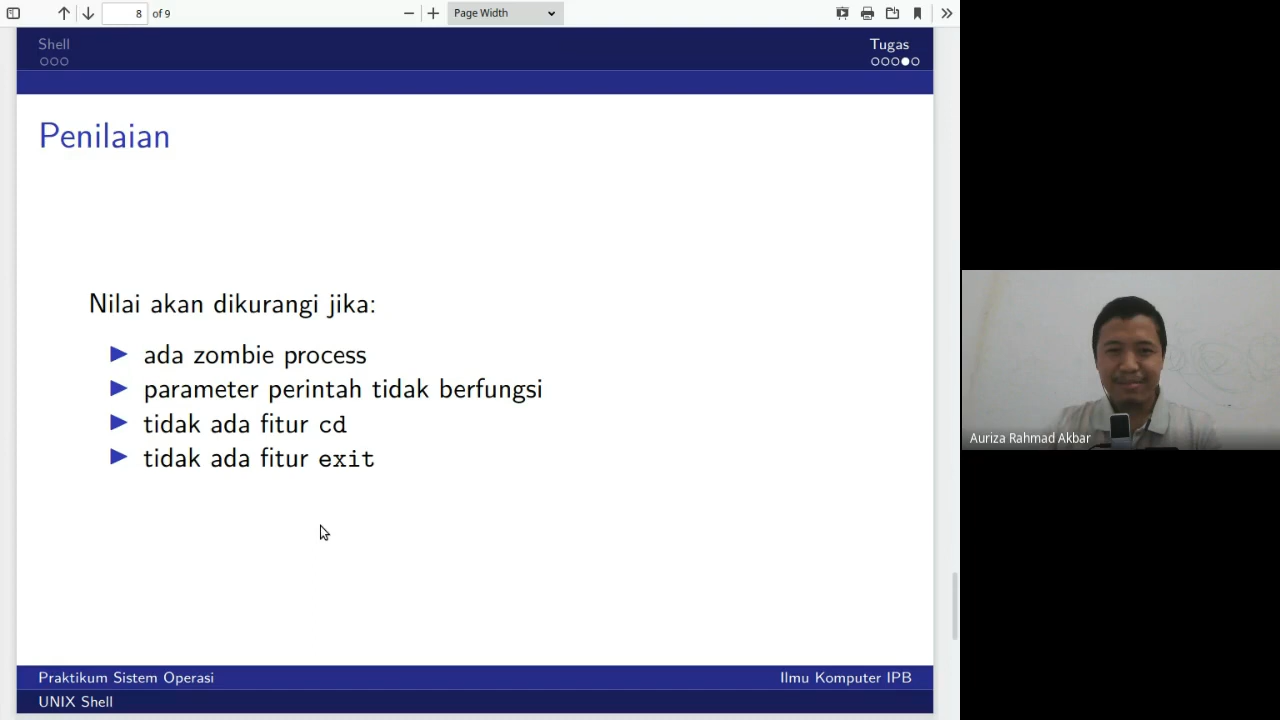 8 of 9
Page Width
Shell
Tugas
Penilaian
Nilai akan dikurangi jika:
ada zombie process
parameter perintah tidak berfungsi
tidak ada fitur cd
tidak ada fitur exit
Auriza Rahmad Akbar
Praktikum Sistem Operasi
Ilmu Komputer IPB
UNIX Shell